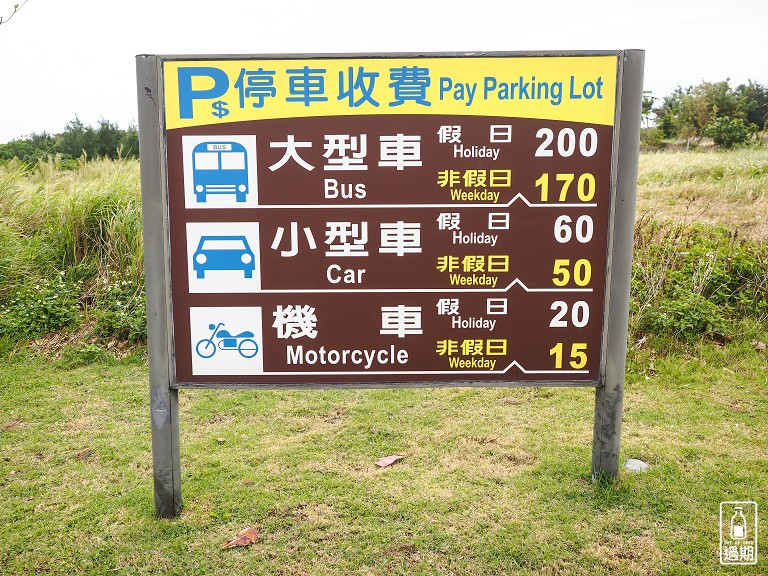 P$ 停車收費 Pay Parking Lot
BUS
大型車 Bus
假日 Holiday 200
非假日 Weekday 170
小型車 Car
假日 Holiday 60
非假日 Weekday 50
機車 Motorcycle
假日 Holiday 20
非假日 Weekday 15
過期